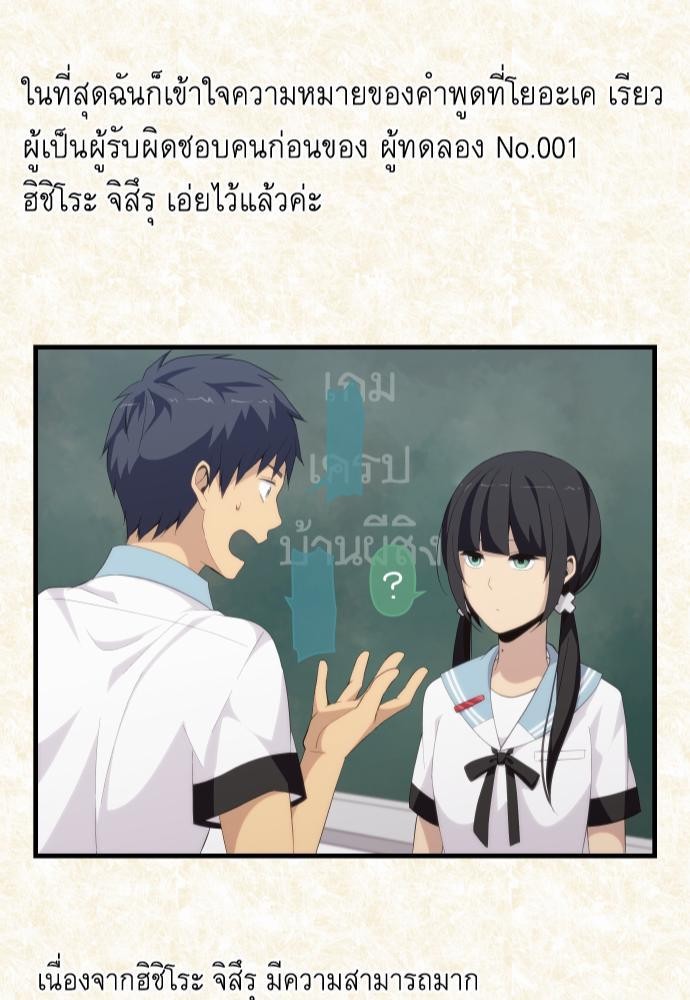 ในที่สุดฉันก็เข้าใจความหมายของคำพูดที่โยอะเค เรียว
ผู้เป็นผู้รับผิดชอบคนก่อนของ ผู้ทดลอง No.001
ฮิชิโระ จิสึรุ เอ่ยไว้แล้วค่ะ
เกม
เครป
บ้านผีสิง
?
เนื่องจากฮิชิโระ จิสึรุ มีความสามารถมาก